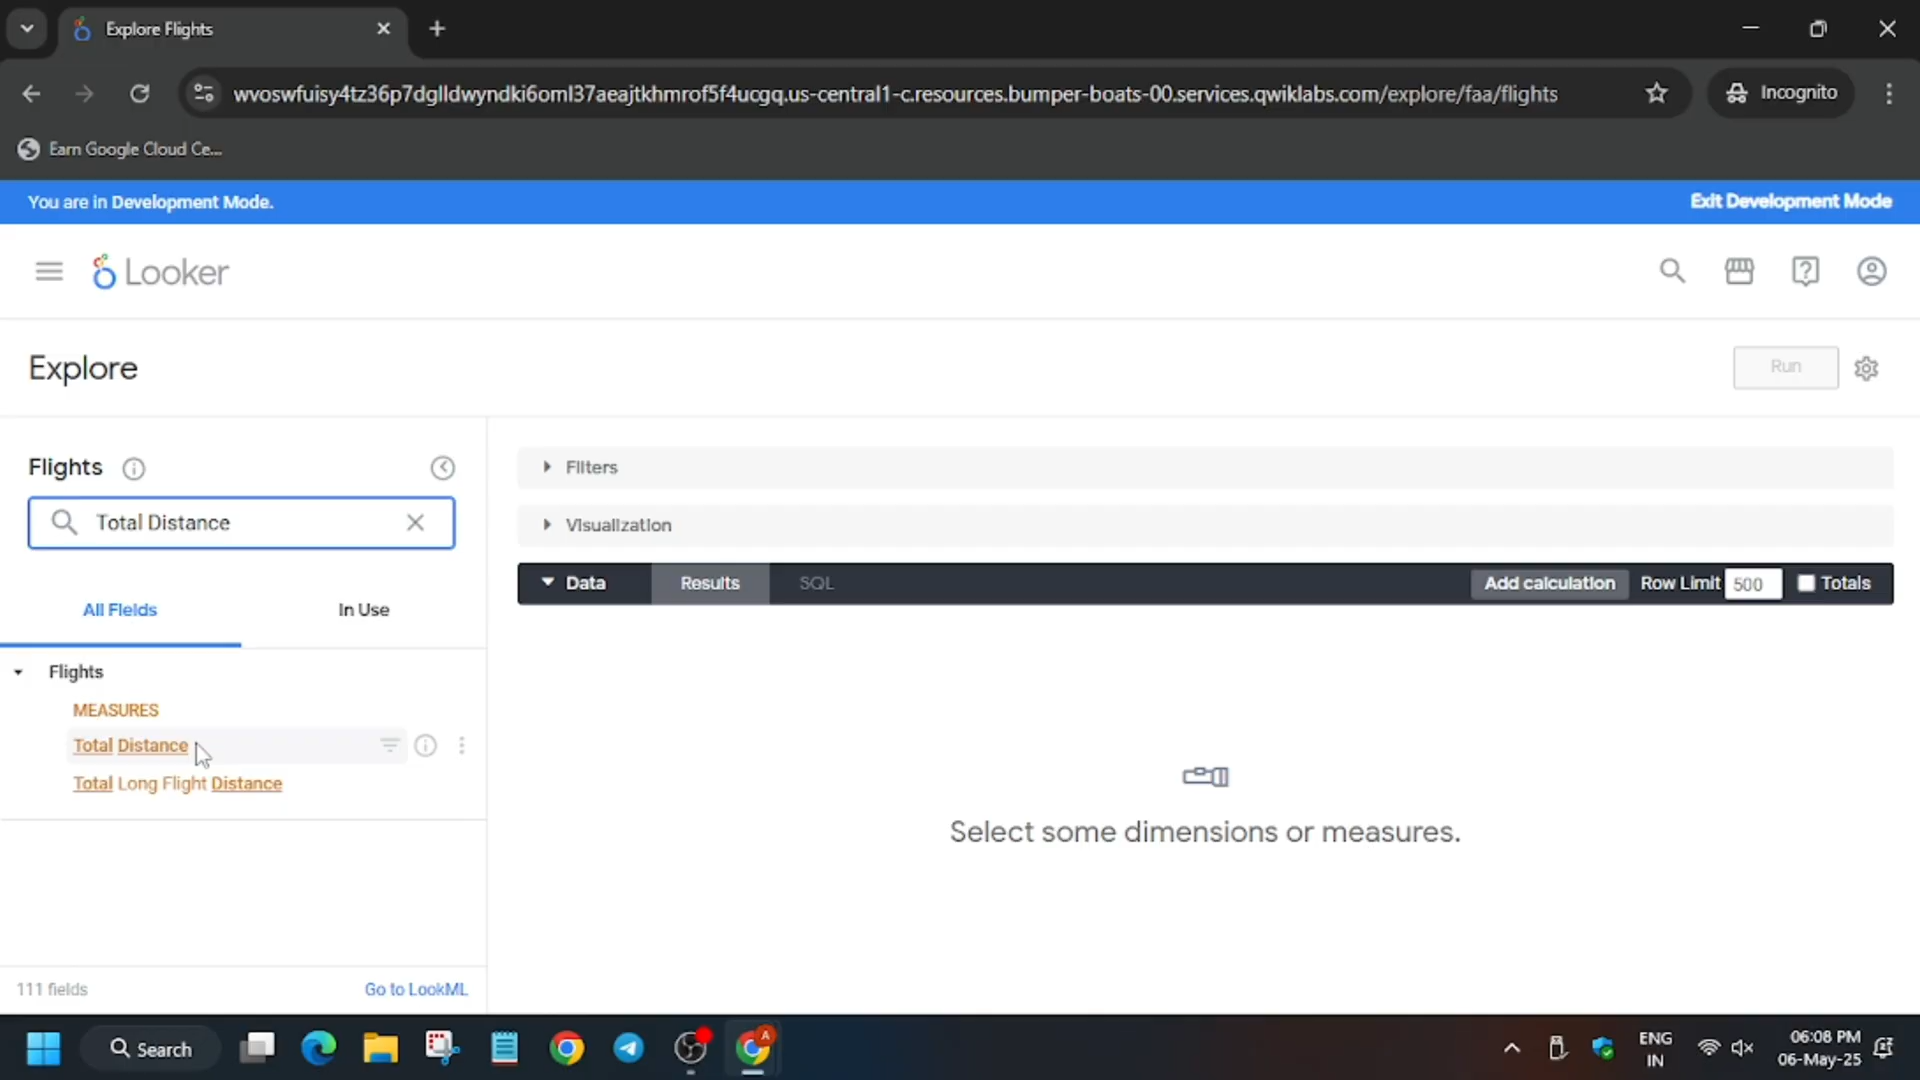 Explore Flights
wvoswfuisy4tz36p7dglldwyndki6oml37aeajtkhmrof5f4ucgq.us-central1-c.resources.bumper-boats-00.services.qwiklabs.com/explore/faa/flights
Incognito
Earn Google Cloud Ce...
You are in Development Mode.
Exit Development Mode
Looker
Explore
Run
Flights
Filters
Total Distance
Visualization
Data
Results
SQL
Add calculation
Row Limit
500
Totals
All Fields
In Use
Flights
MEASURES
Total Distance
Total Long Flight Distance
Select some dimensions or measures.
111 fields
Go to LookML
Search
A
ENG
IN
06:08 PM
06-May-25